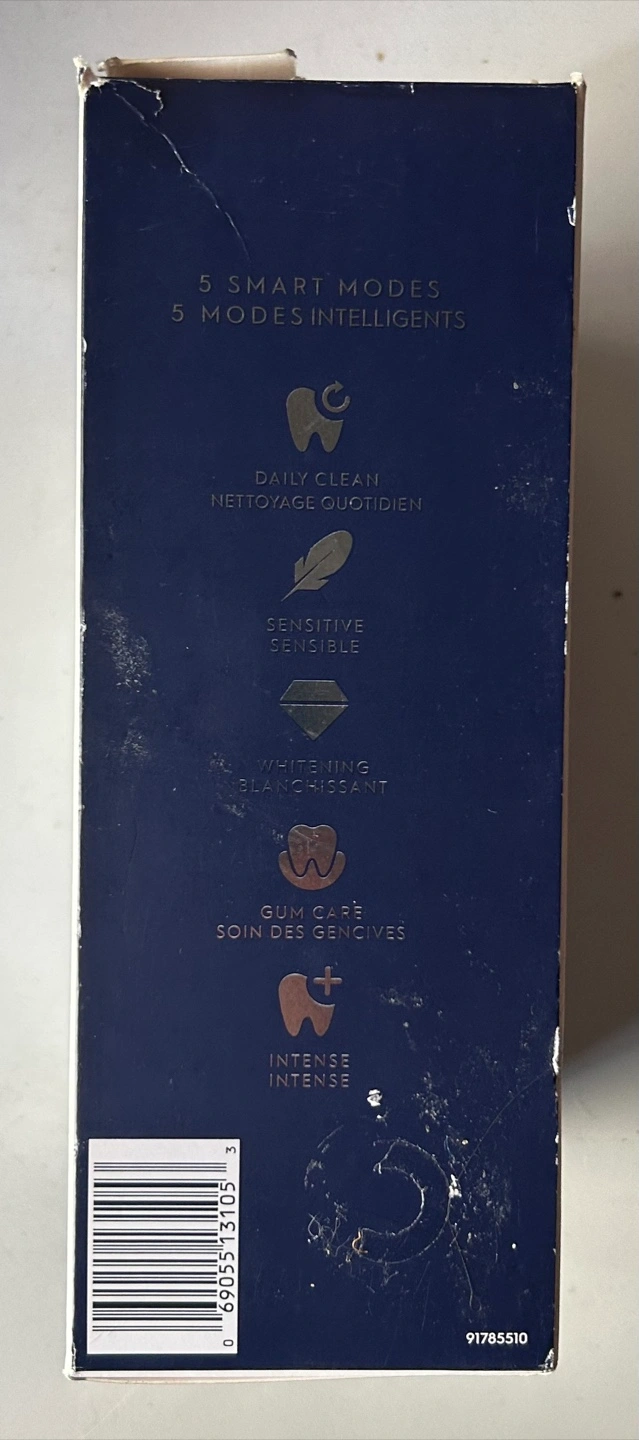 5 SMART MODES
5 MODES INTELLIGENTS
DAILY CLEAN
NETTOYAGE QUOTIDIEN
SENSITIVE
SENSIBLE
WHITENING
BLANCHISSANT
GUM CARE
SOIN DES GENCIVES
INTENSE
INTENSE
0 69055 13105 3
91785510